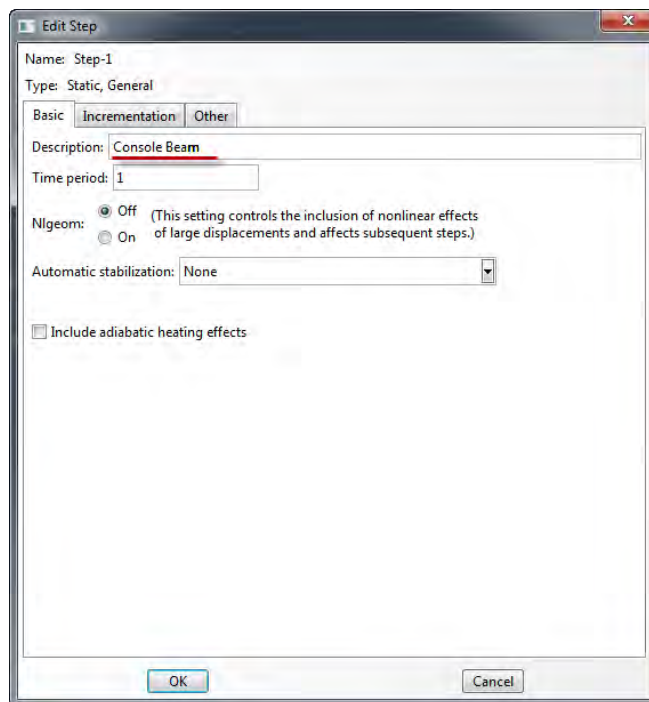 Edit Step
Name: Step-1
Type: Static, General
Basic Incrementation Other
Description: Console Beam
Time period: 1
Nlgeom: Off (This setting controls the inclusion of nonlinear effects
On of large displacements and affects subsequent steps.)
Automatic stabilization: None
Include adiabatic heating effects
OK Cancel